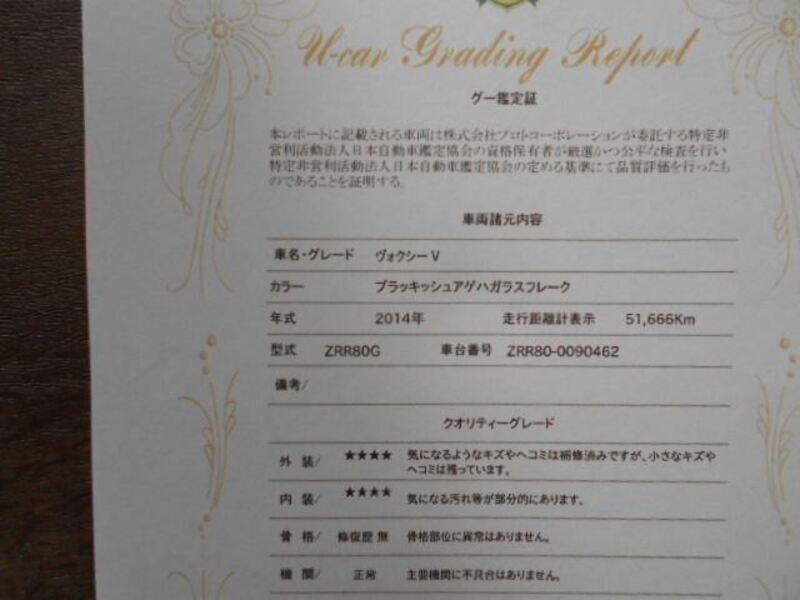 U-car Grading Report
グー鑑定証
本レポートに記載される車両は株式会社プロトコーポレーションが委託する特定非
営利活動法人日本自動車鑑定協会の資格保有者が厳選かつ公平な検査を行い
特定非営利活動法人日本自動車鑑定協会の定める基準にて品質評価を行ったも
のであることを証明する。
車両諸元内容
車名・グレード ヴォクシー V
カラー ブラッキッシュアゲハガラスフレーク
年式 2014年 走行距離計表示 51,666Km
型式 ZRR80G 車台番号 ZRR80-0090462
備考/
クオリティーグレード
外 装/ ★★★★ 気になるようなキズやヘコミは補修済みですが、小さなキズや
ヘコミは残っています。
内 装/ ★★★★ 気になる汚れ等が部分的にあります。
骨 格/ 修復歴 無 骨格部位に異常はありません。
機 関/ 正常 主要機関に不具合はありません。